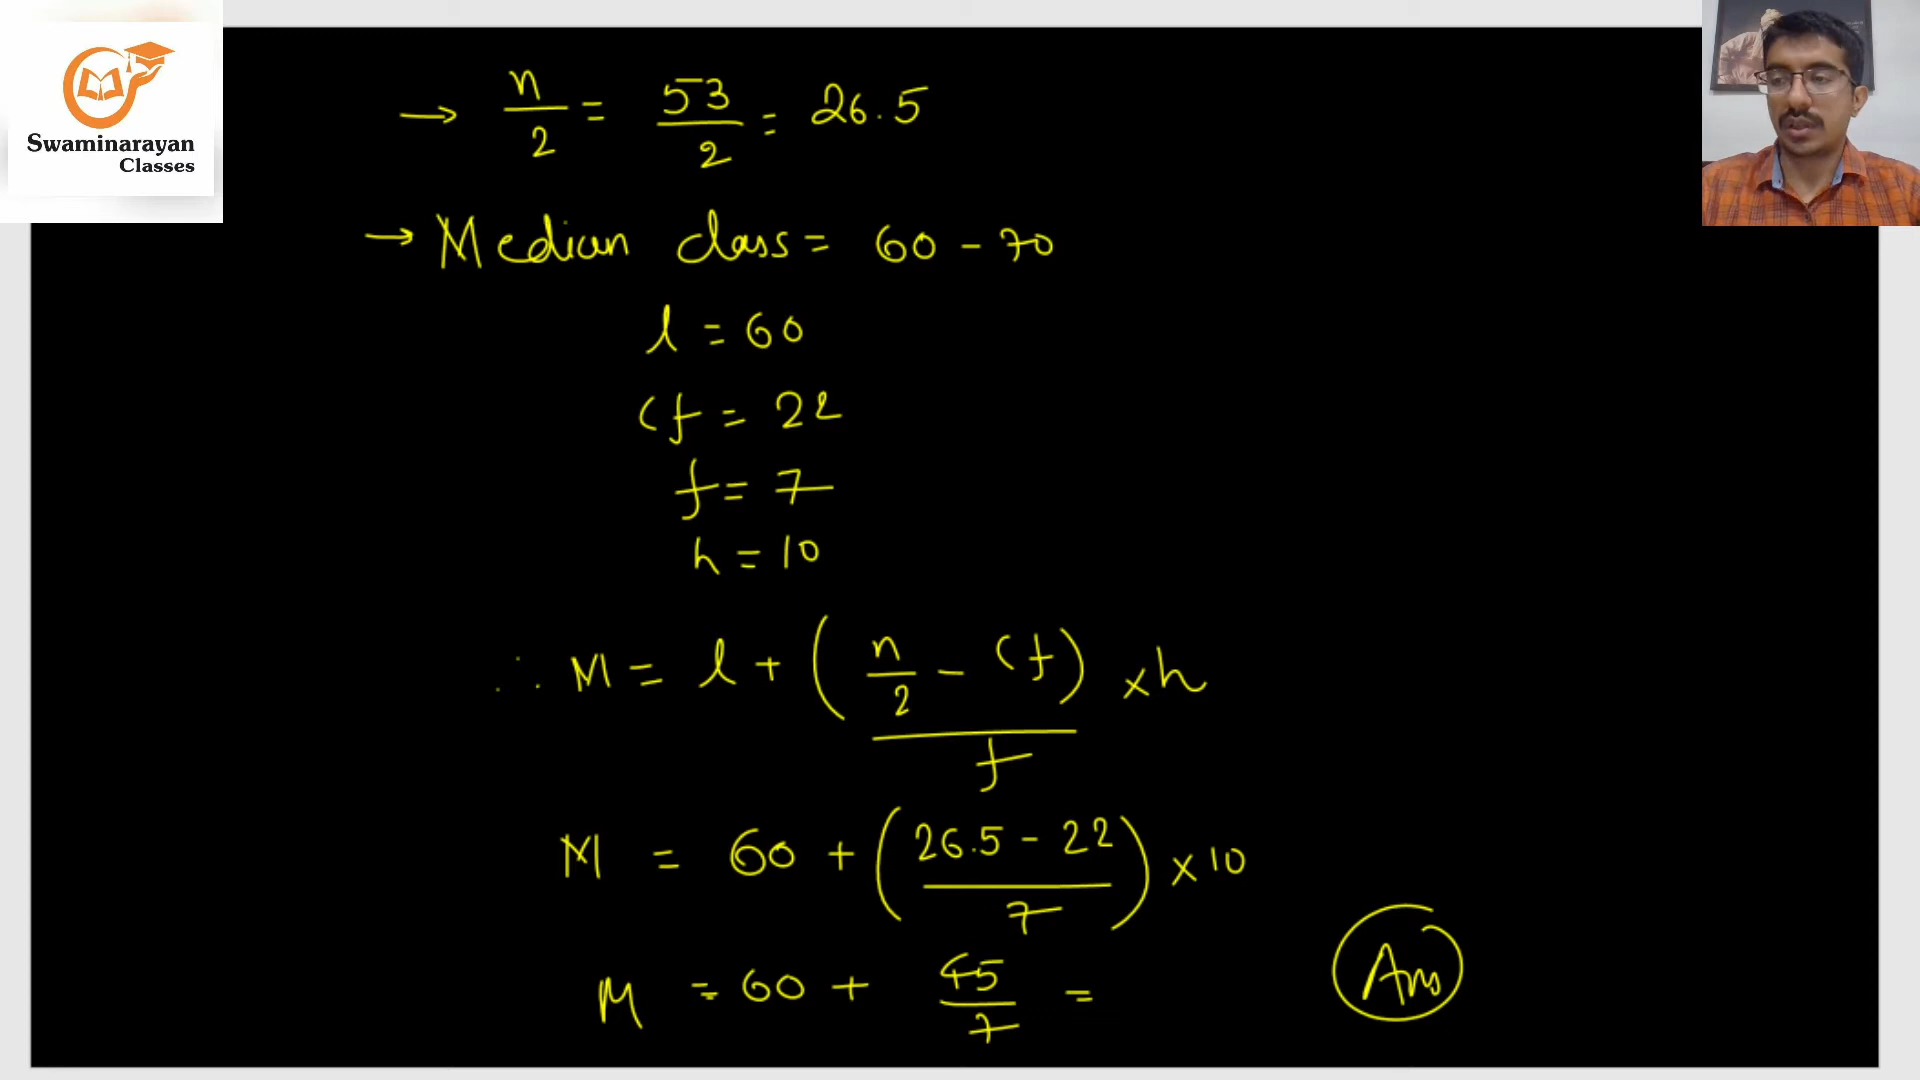 Swaminarayan
Classes
→ n/2 = 53/2 = 26.5
→ Median class = 60 - 70
l = 60
cf = 22
f = 7
h = 10
∴ M = l + (n/2 - cf)/f × h
M = 60 + (26.5 - 22 / 7) × 10
M = 60 + 45/7 =
Ans